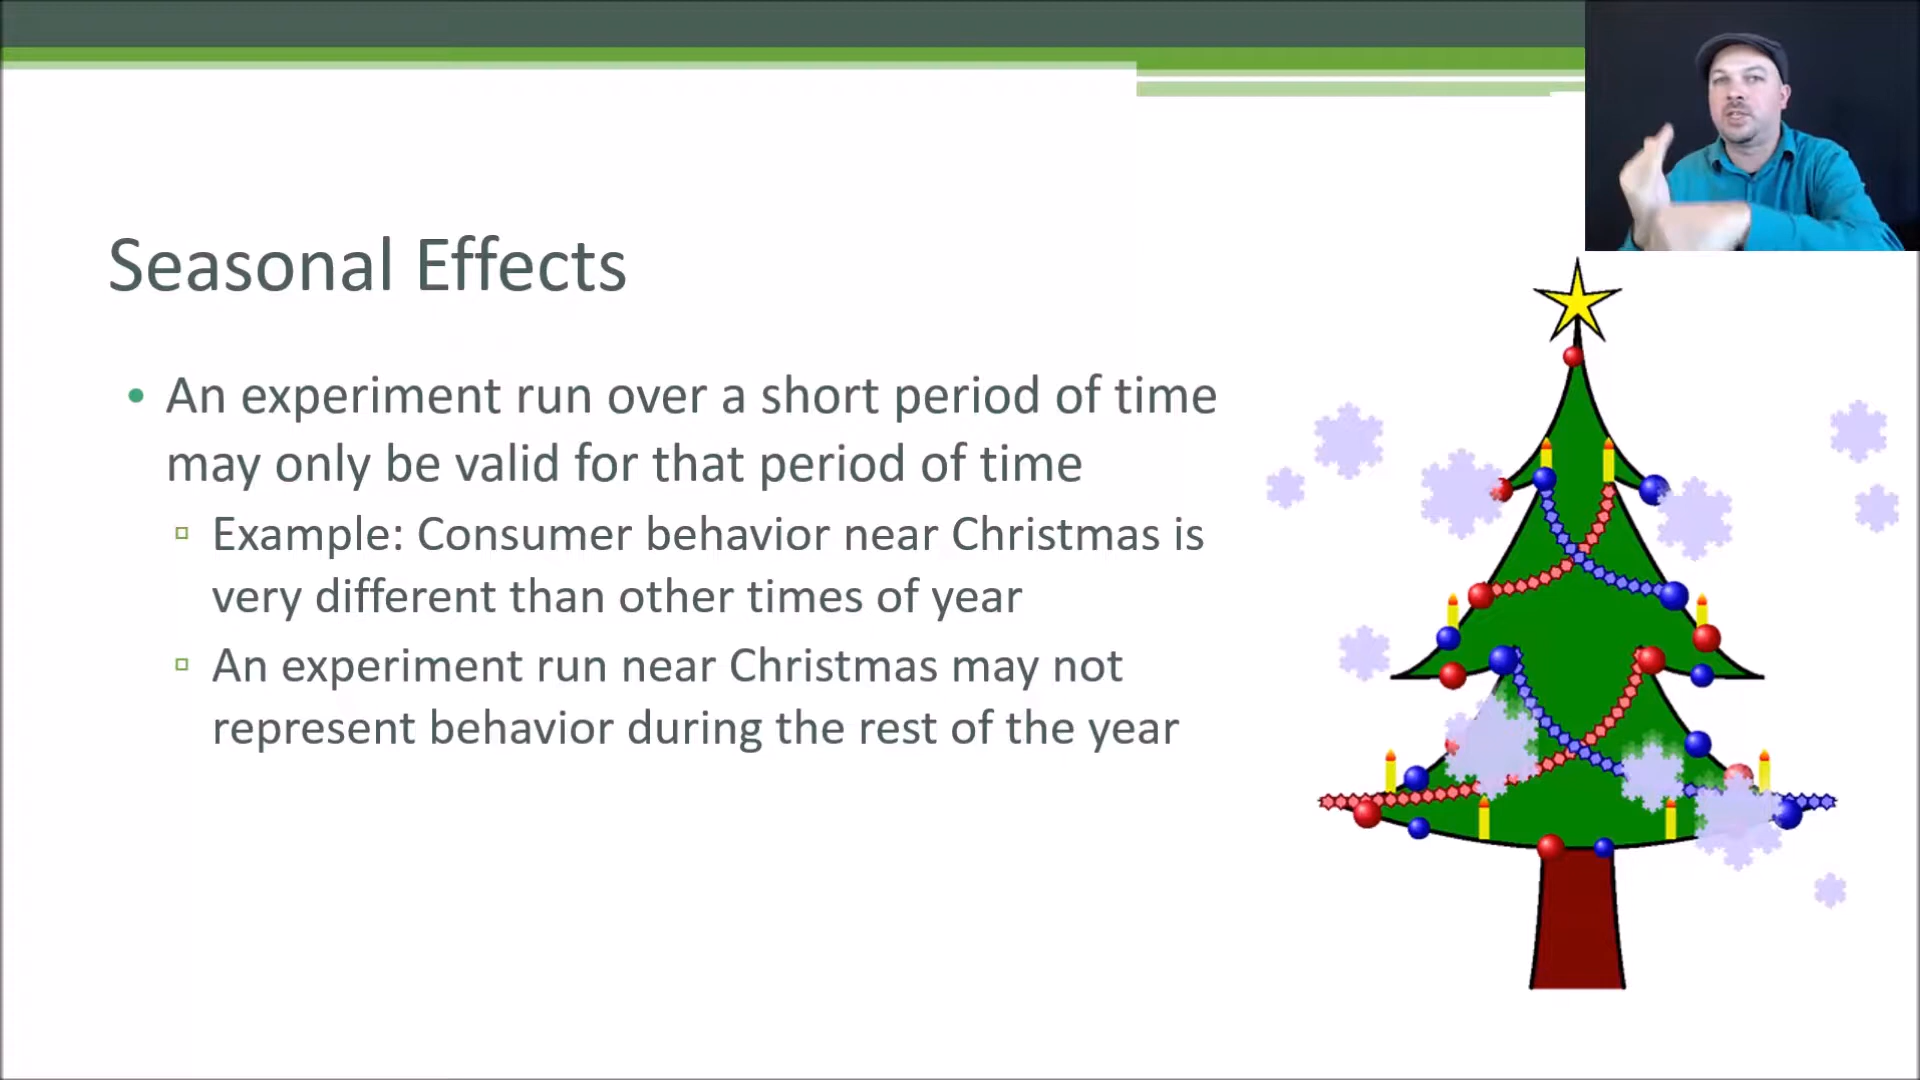 Seasonal Effects
• An experiment run over a short period of time
may only be valid for that period of time
▫ Example: Consumer behavior near Christmas is
very different than other times of year
▫ An experiment run near Christmas may not
represent behavior during the rest of the year